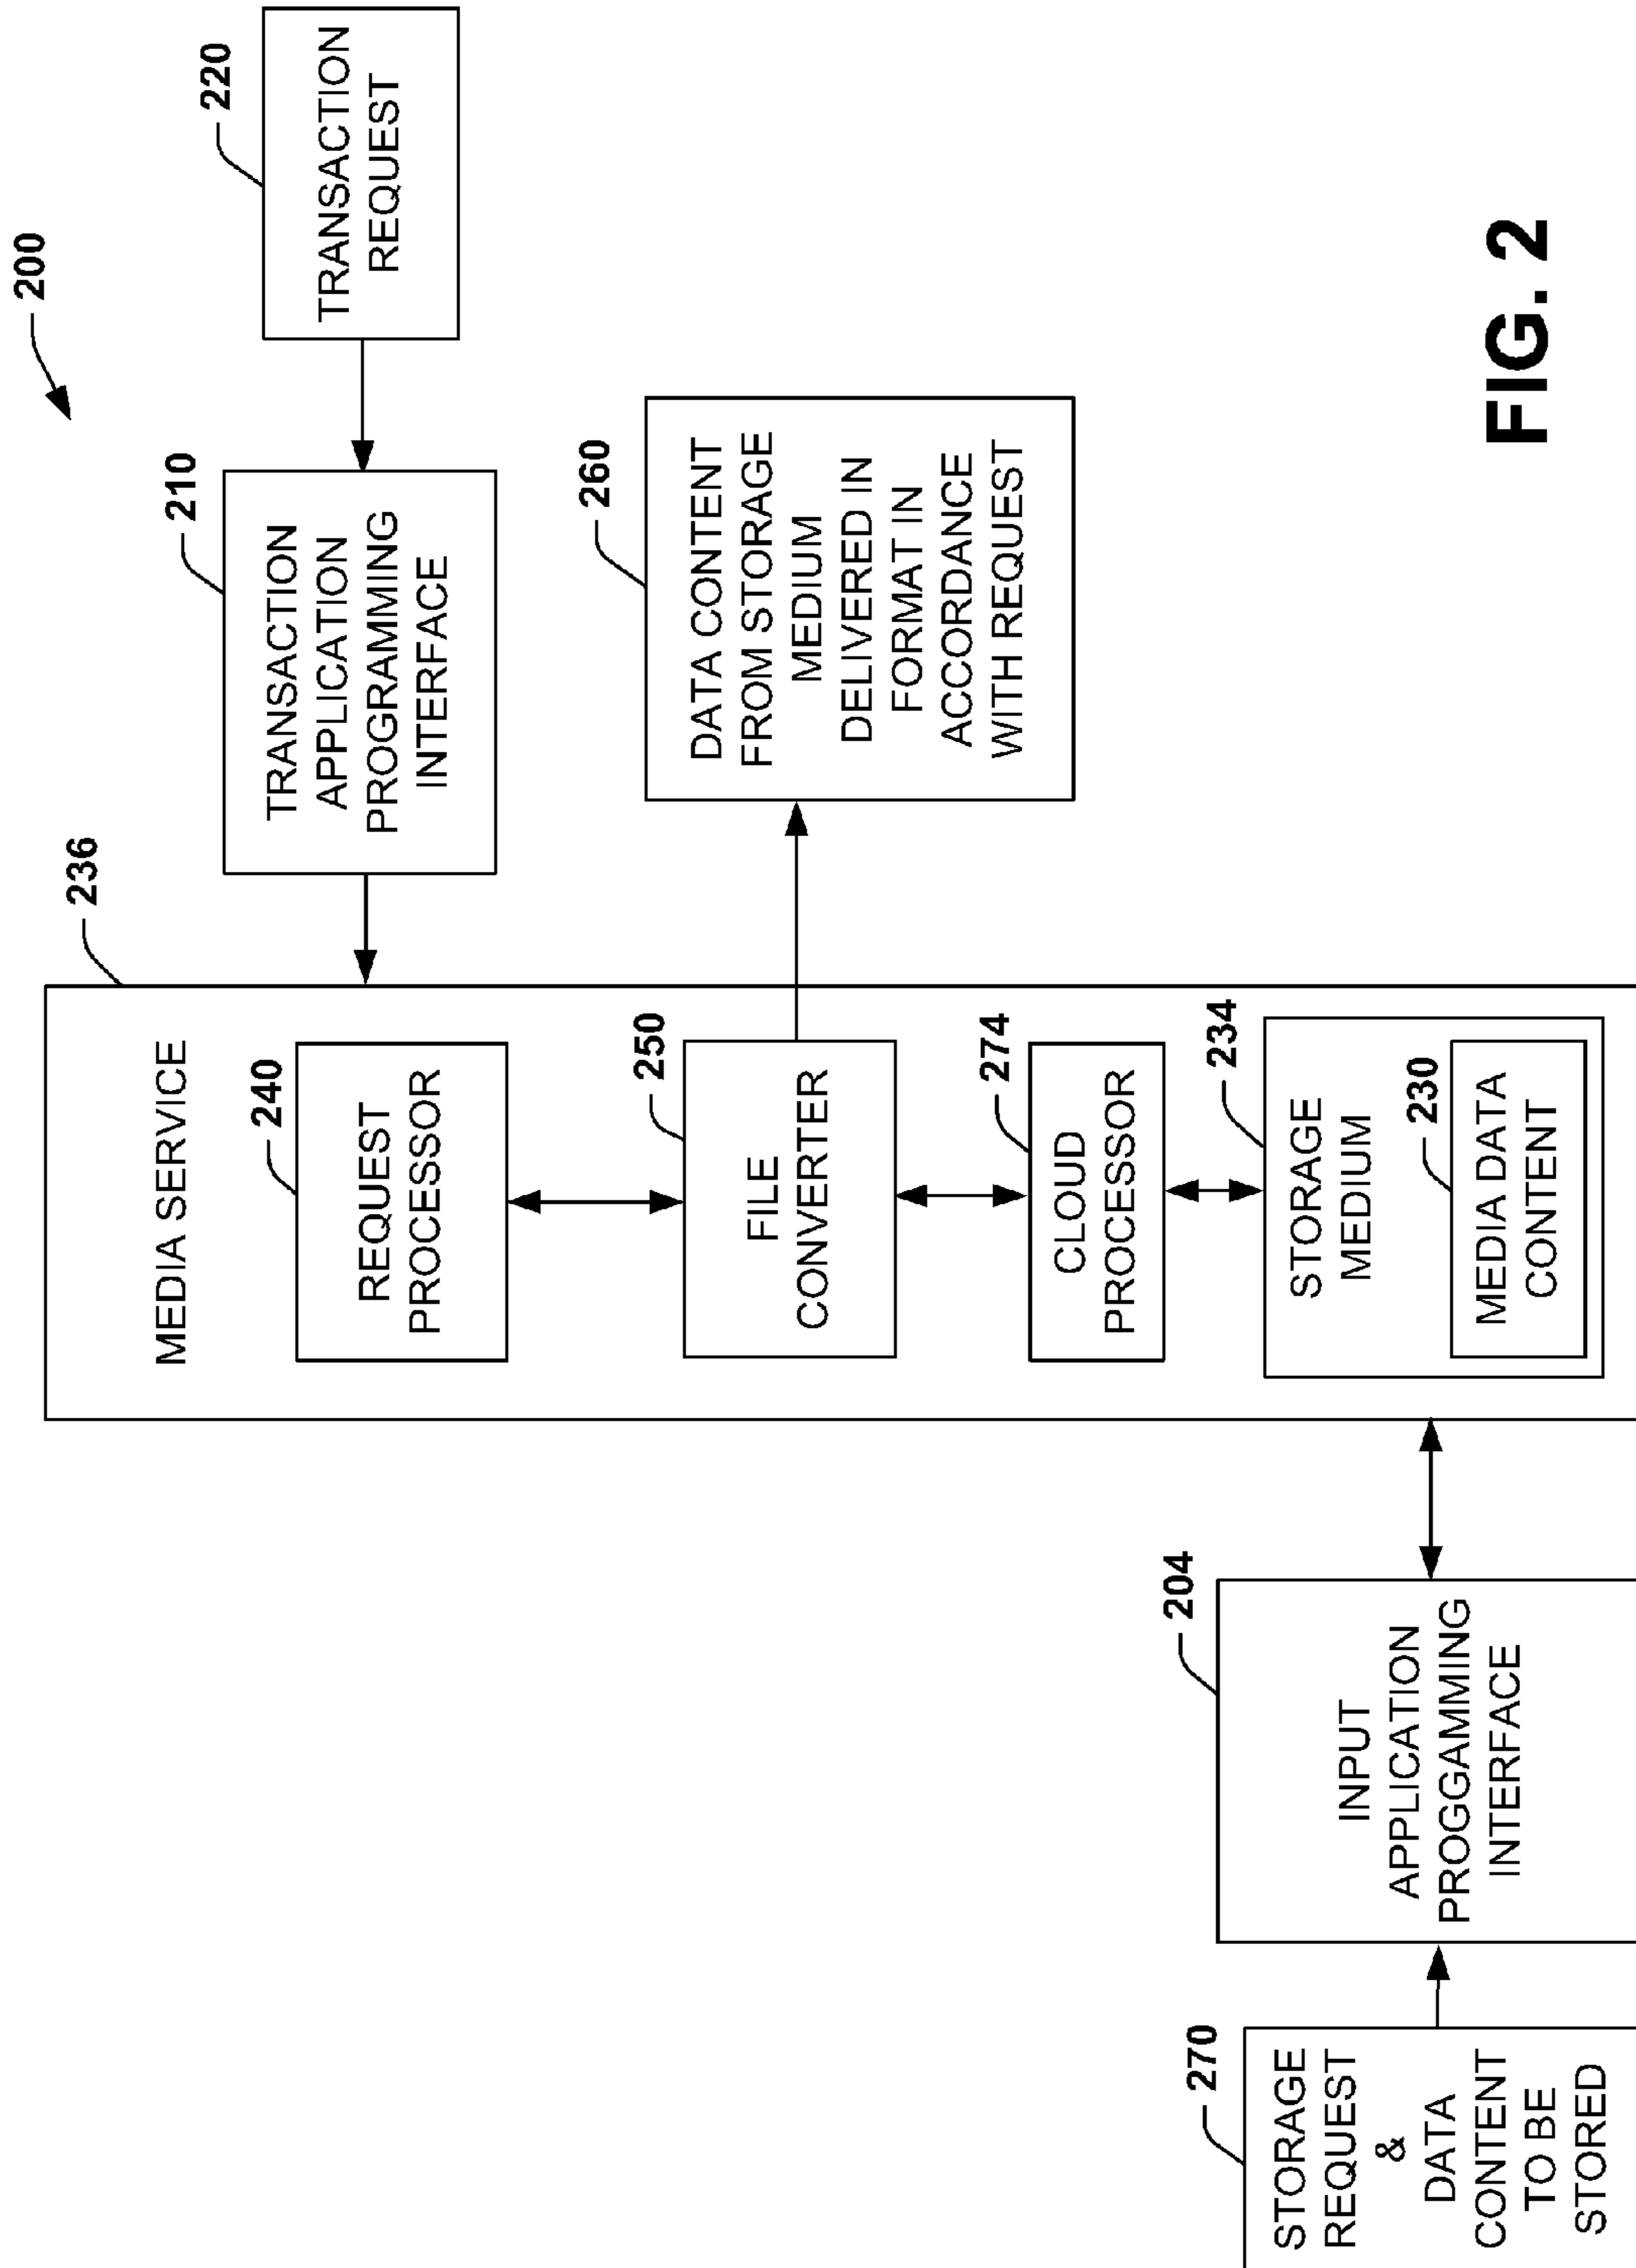 200
236
MEDIA SERVICE
240
REQUEST
PROCESSOR
250
FILE
CONVERTER
274
CLOUD
PROCESSOR
234
STORAGE
MEDIUM
230
MEDIA DATA
CONTENT
210
TRANSACTION
APPLICATION
PROGRAMMING
INTERFACE
220
TRANSACTION
REQUEST
260
DATA CONTENT
FROM STORAGE
MEDIUM
DELIVERED IN
FORMAT IN
ACCORDANCE
WITH REQUEST
270
STORAGE
REQUEST
&
DATA
CONTENT
TO BE
STORED
204
INPUT
APPLICATION
PROGGAMMING
INTERFACE
FIG. 2